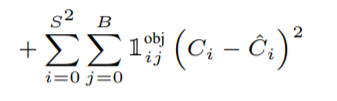 + \sum_{i=0}^{S^2} \sum_{j=0}^{B} \mathbb{1}_{ij}^{\text{obj}} \left( C_i - \hat{C}_i \right)^2